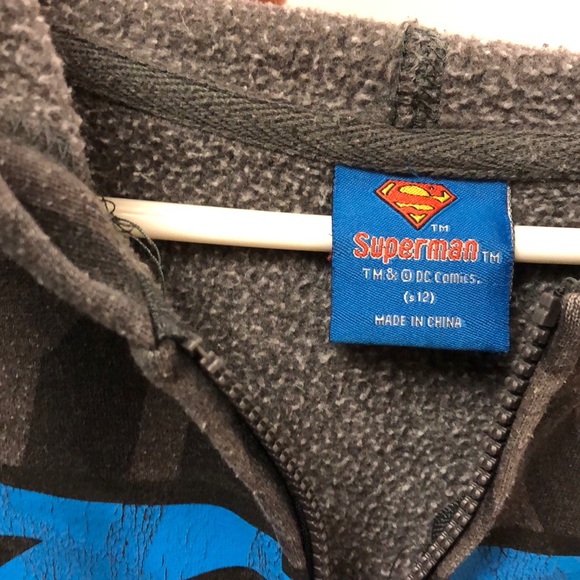 TM
Superman TM
TM & © DC Comics.
(s12)
MADE IN CHINA